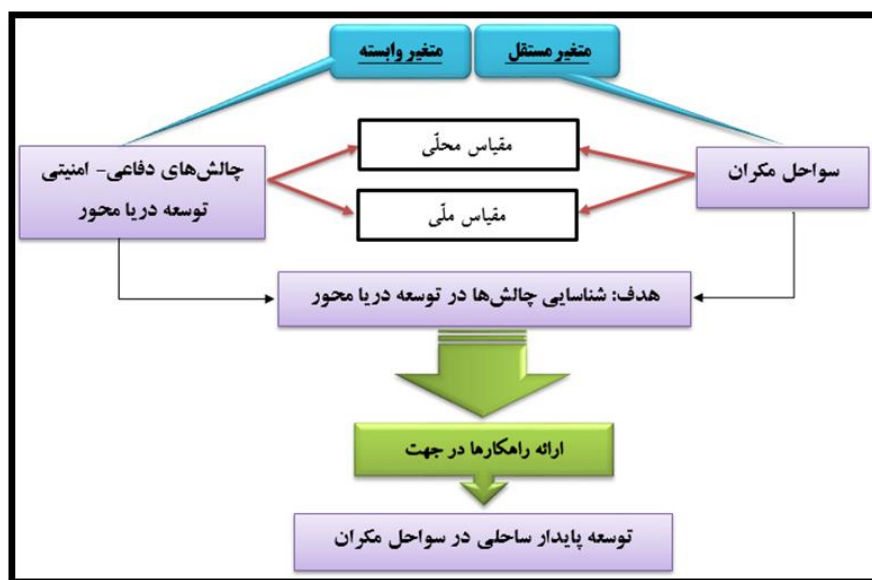 متغیر مستقل
متغیر وابسته
سواحل مکران
مقیاس محلّی
مقیاس ملّی
چالش‌های دفاعی- امنیتی
توسعه دریا محور
هدف: شناسایی چالش‌ها در توسعه دریا محور
ارائه راهکارها در جهت
توسعه پایدار ساحلی در سواحل مکران